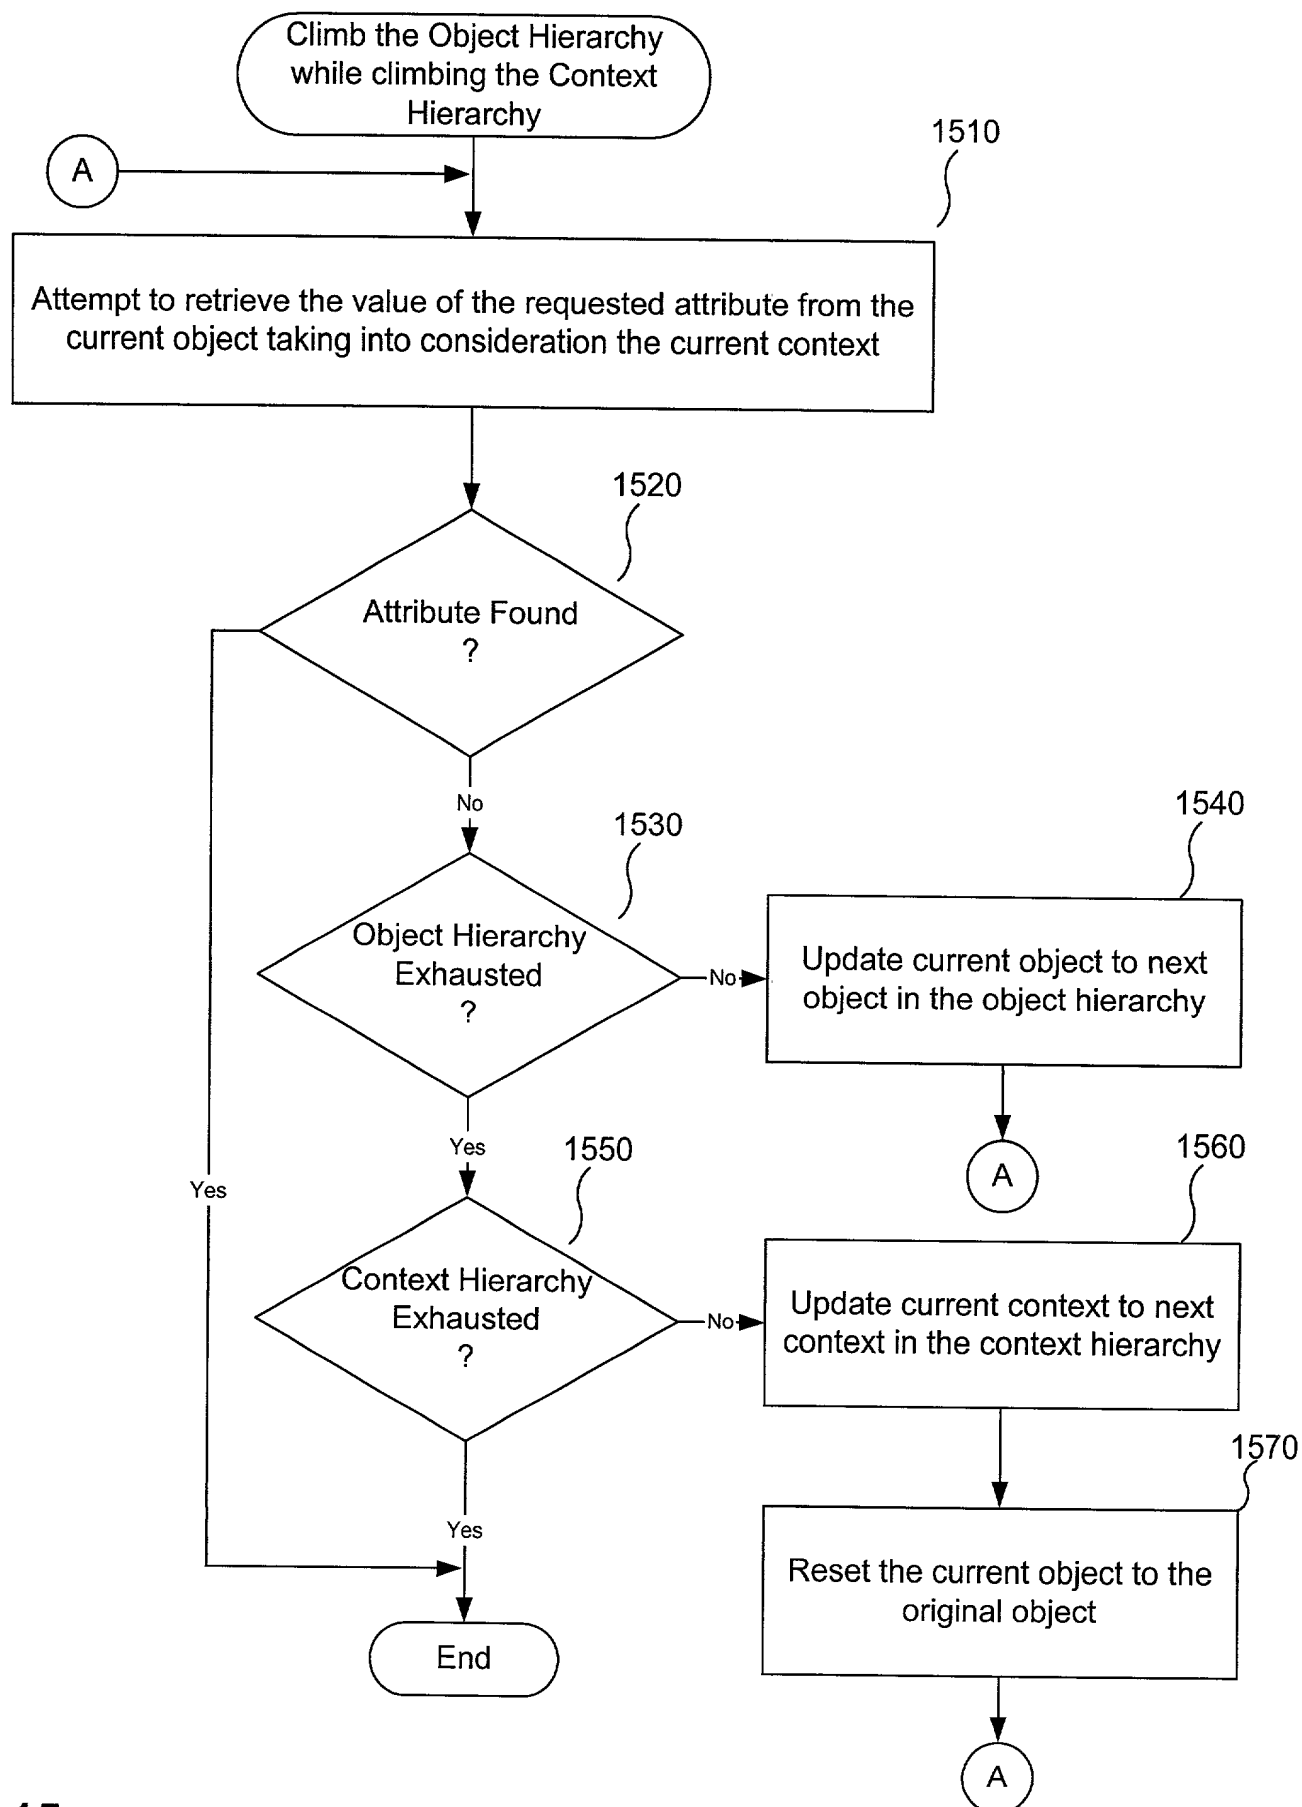 Climb the Object Hierarchy
while climbing the Context
Hierarchy
A
1510
Attempt to retrieve the value of the requested attribute from the
current object taking into consideration the current context
1520
Attribute Found
?
No
1530
Object Hierarchy
Exhausted
?
No
1540
Update current object to next
object in the object hierarchy
A
Yes
Yes
1550
Context Hierarchy
Exhausted
?
No
1560
Update current context to next
context in the context hierarchy
1570
Reset the current object to the
original object
A
Yes
End